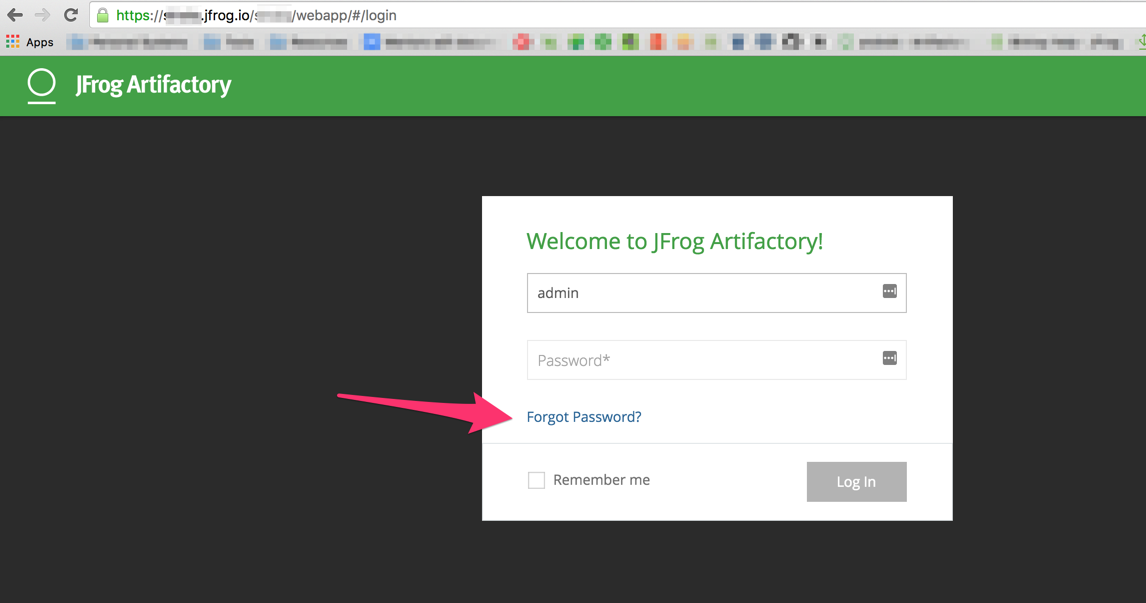 https://s .jfrog.io/s /webapp/#/login
Apps
JFrog Artifactory
Welcome to JFrog Artifactory!
admin
Password*
Forgot Password?
Remember me
Log In